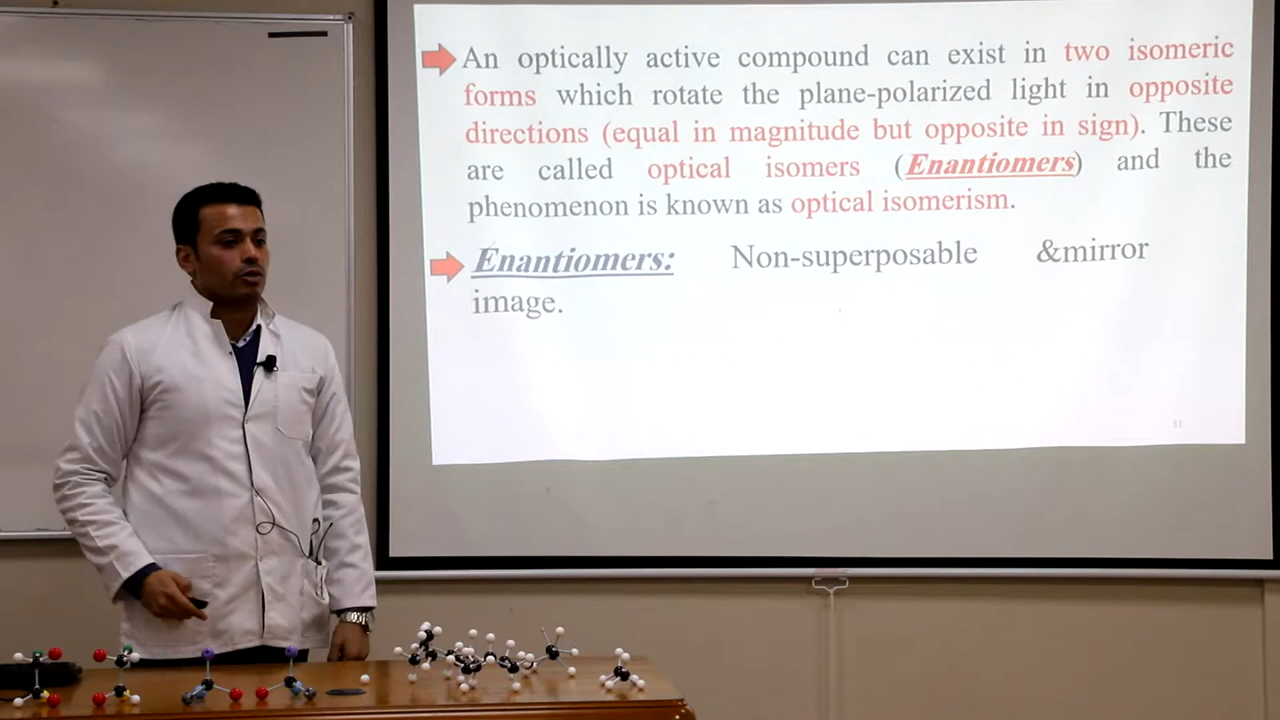 An optically active compound can exist in two isomeric
forms which rotate the plane-polarized light in opposite
directions (equal in magnitude but opposite in sign). These
are called optical isomers (Enantiomers) and the
phenomenon is known as optical isomerism.
Enantiomers: Non-superposable &mirror
image.